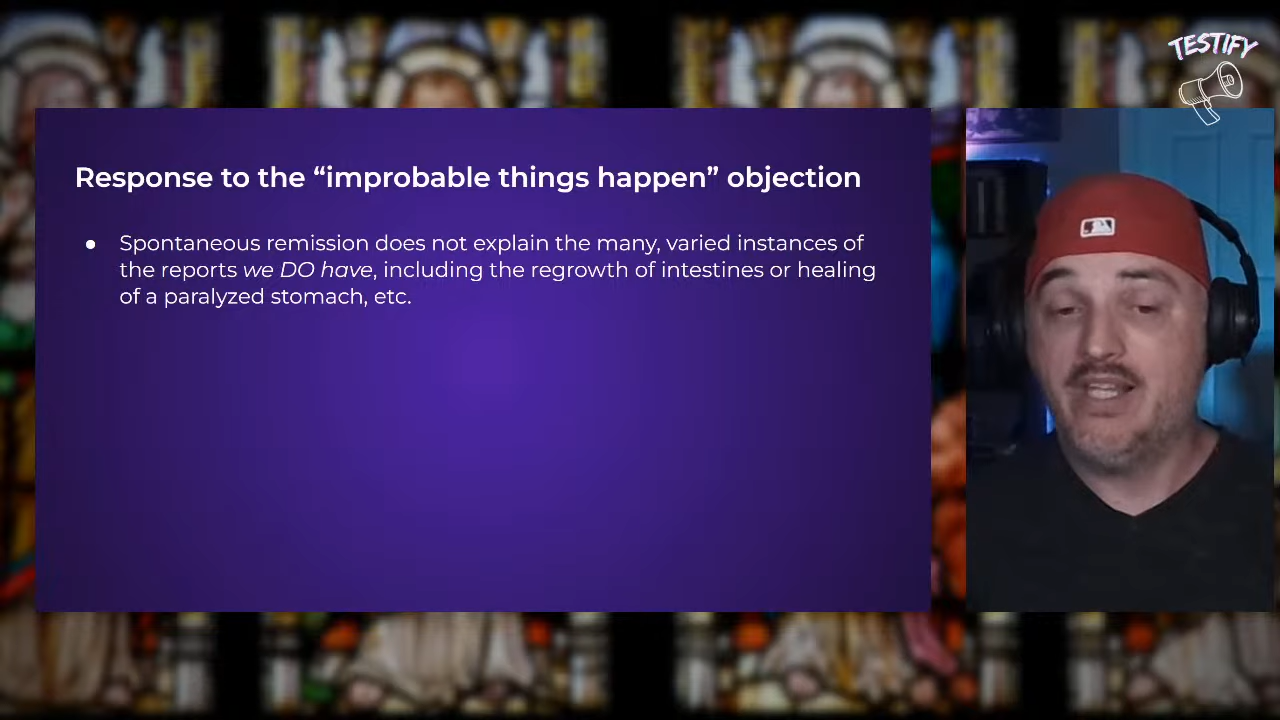 TESTIFY
Response to the “improbable things happen” objection
● Spontaneous remission does not explain the many, varied instances of
the reports we DO have, including the regrowth of intestines or healing
of a paralyzed stomach, etc.